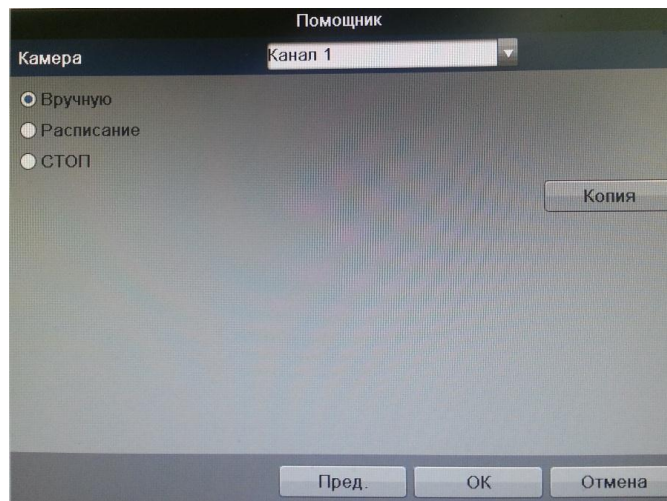 Помощник
Камера
Канал 1
Вручную
Расписание
СТОП
Копия
Пред.
OK
Отмена